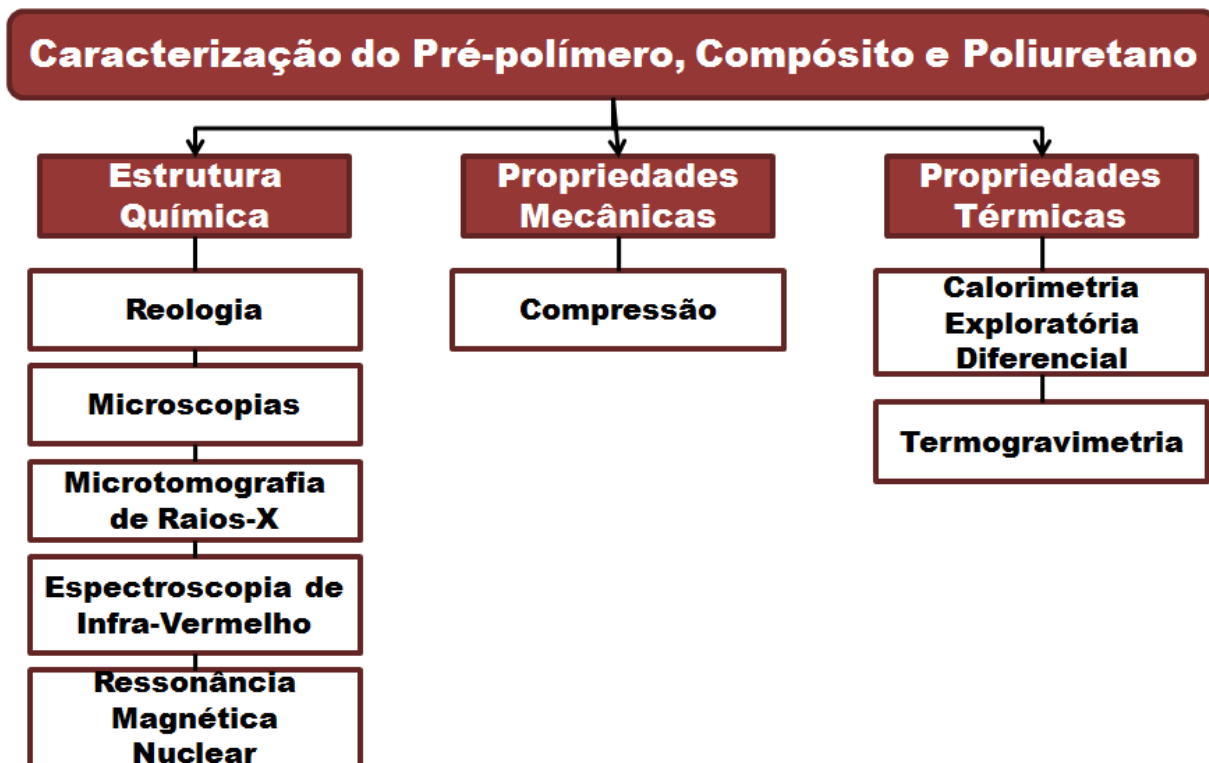 Caracterização do Pré-polímero, Compósito e Poliuretano
Estrutura
Química
Reologia
Microscopias
Microtomografia
de Raios-X
Espectroscopia de
Infra-Vermelho
Ressonância
Magnética
Nuclear
Propriedades
Mecânicas
Compressão
Propriedades
Térmicas
Calorimetria
Exploratória
Diferencial
Termogravimetria